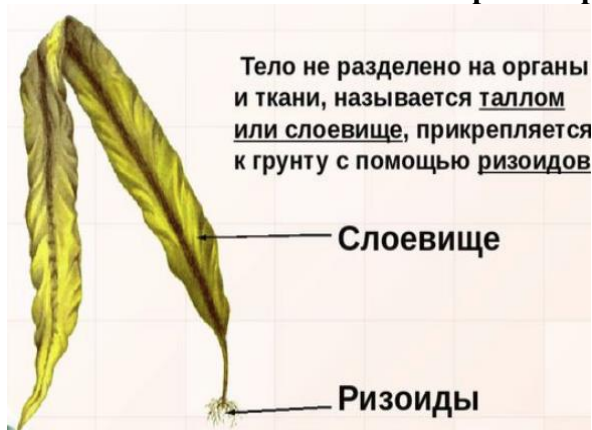 Тело не разделено на органы
и ткани, называется таллом
или слоевище, прикрепляется
к грунту с помощью ризоидов
Слоевище
Ризоиды